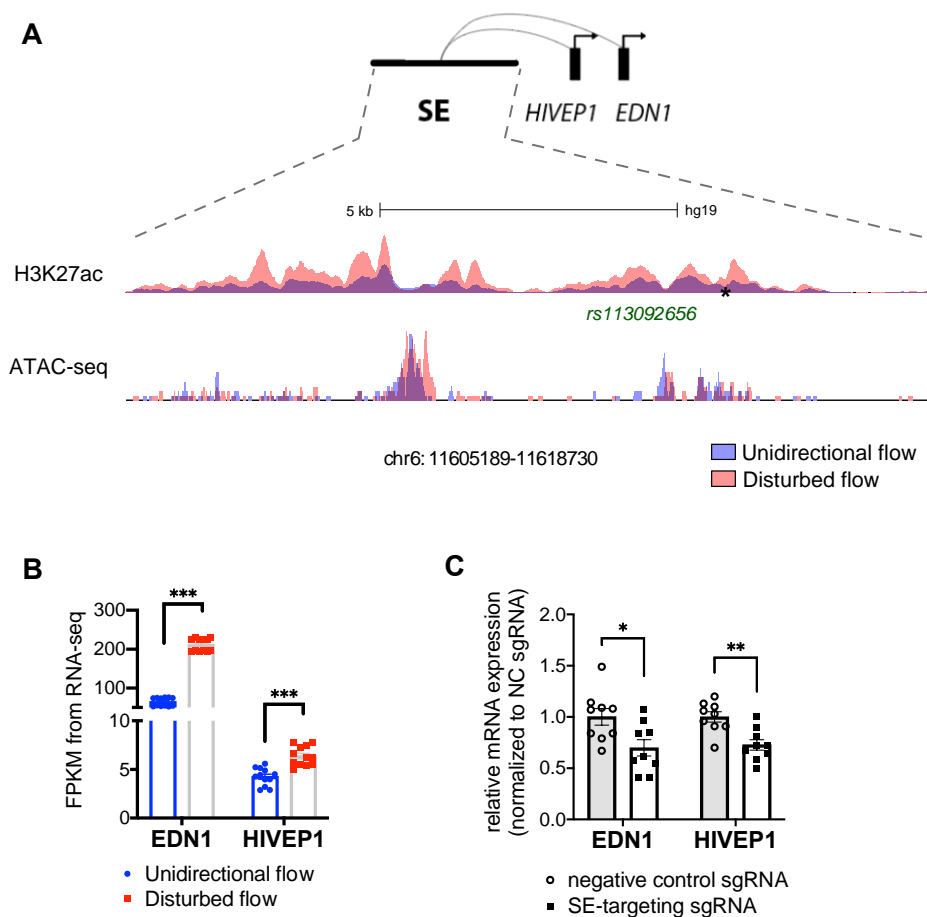 A
SE
HIVEP1 EDN1
5 kb hg19
H3K27ac
*
rs113092656
ATAC-seq
chr6: 11605189-11618730
Unidirectional flow
Disturbed flow
B
FPKM from RNA-seq
300
200
100
10
5
0
***
***
EDN1 HIVEP1
Unidirectional flow
Disturbed flow
C
relative mRNA expression
(normalized to NC sgRNA)
2.0
1.5
1.0
0.5
0.0
*
**
EDN1 HIVEP1
negative control sgRNA
SE-targeting sgRNA